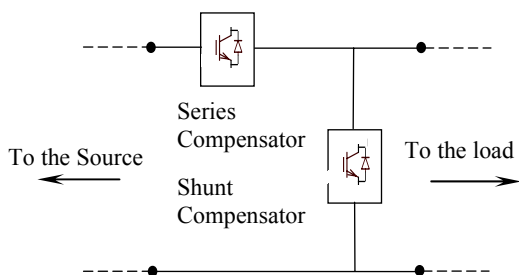 Series
Compensator
To the Source
To the load
Shunt
Compensator